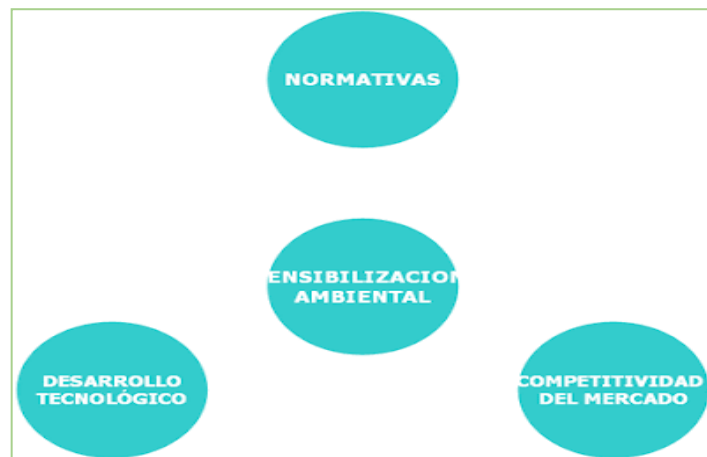 NORMATIVAS
ENSIBILIZACION
AMBIENTAL
DESARROLLO
TECNOLÓGICO
COMPETITIVIDAD
DEL MERCADO